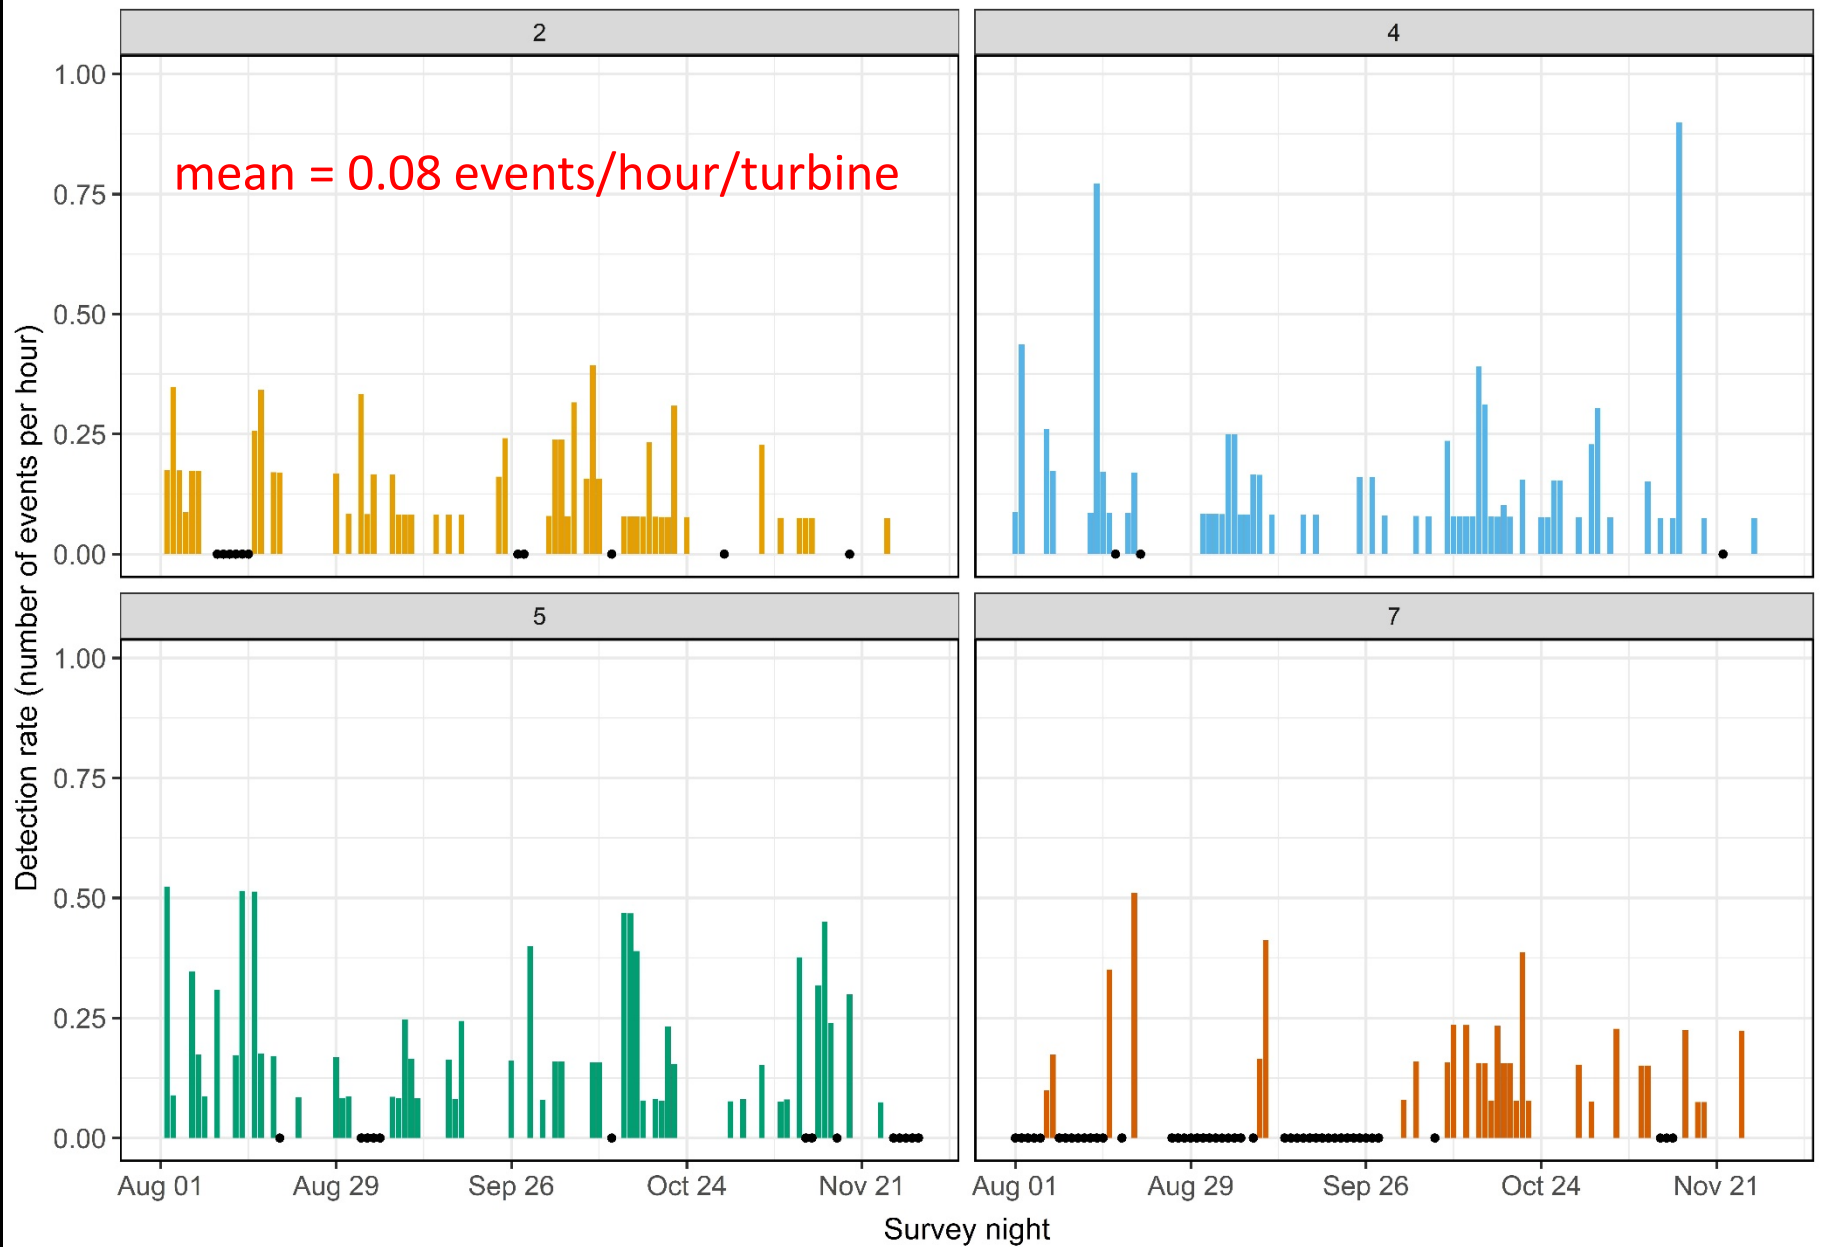 2
4
1.00
mean = 0.08 events/hour/turbine
0.75
0.50
0.25
0.00
5
7
1.00
0.75
0.50
0.25
0.00
Detection rate (number of events per hour)
Aug 01 Aug 29 Sep 26 Oct 24 Nov 21
Aug 01 Aug 29 Sep 26 Oct 24 Nov 21
Survey night